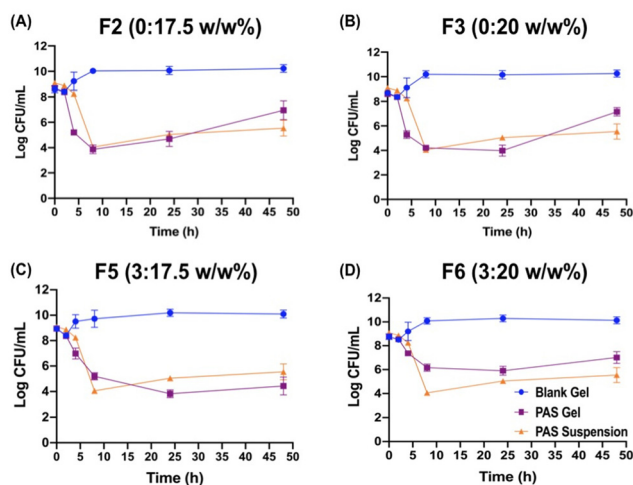 (A) F2 (0:17.5 w/w%)
12
10
8
6
4
2
0
Log CFU/mL
0 5 10 15 20 25 30 35 40 45 50
Time (h)
(B) F3 (0:20 w/w%)
12
10
8
6
4
2
0
Log CFU/mL
0 5 10 15 20 25 30 35 40 45 50
Time (h)
(C) F5 (3:17.5 w/w%)
12
10
8
6
4
2
0
Log CFU/mL
0 5 10 15 20 25 30 35 40 45 50
Time (h)
(D) F6 (3:20 w/w%)
12
10
8
6
4
2
0
Log CFU/mL
0 5 10 15 20 25 30 35 40 45 50
Time (h)
Blank Gel
PAS Gel
PAS Suspension